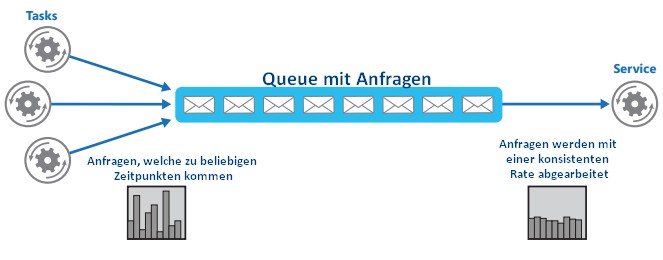 Tasks
Queue mit Anfragen
Service
Anfragen, welche zu beliebigen
Zeitpunkten kommen
Anfragen werden mit
einer konsistenten
Rate abgearbeitet